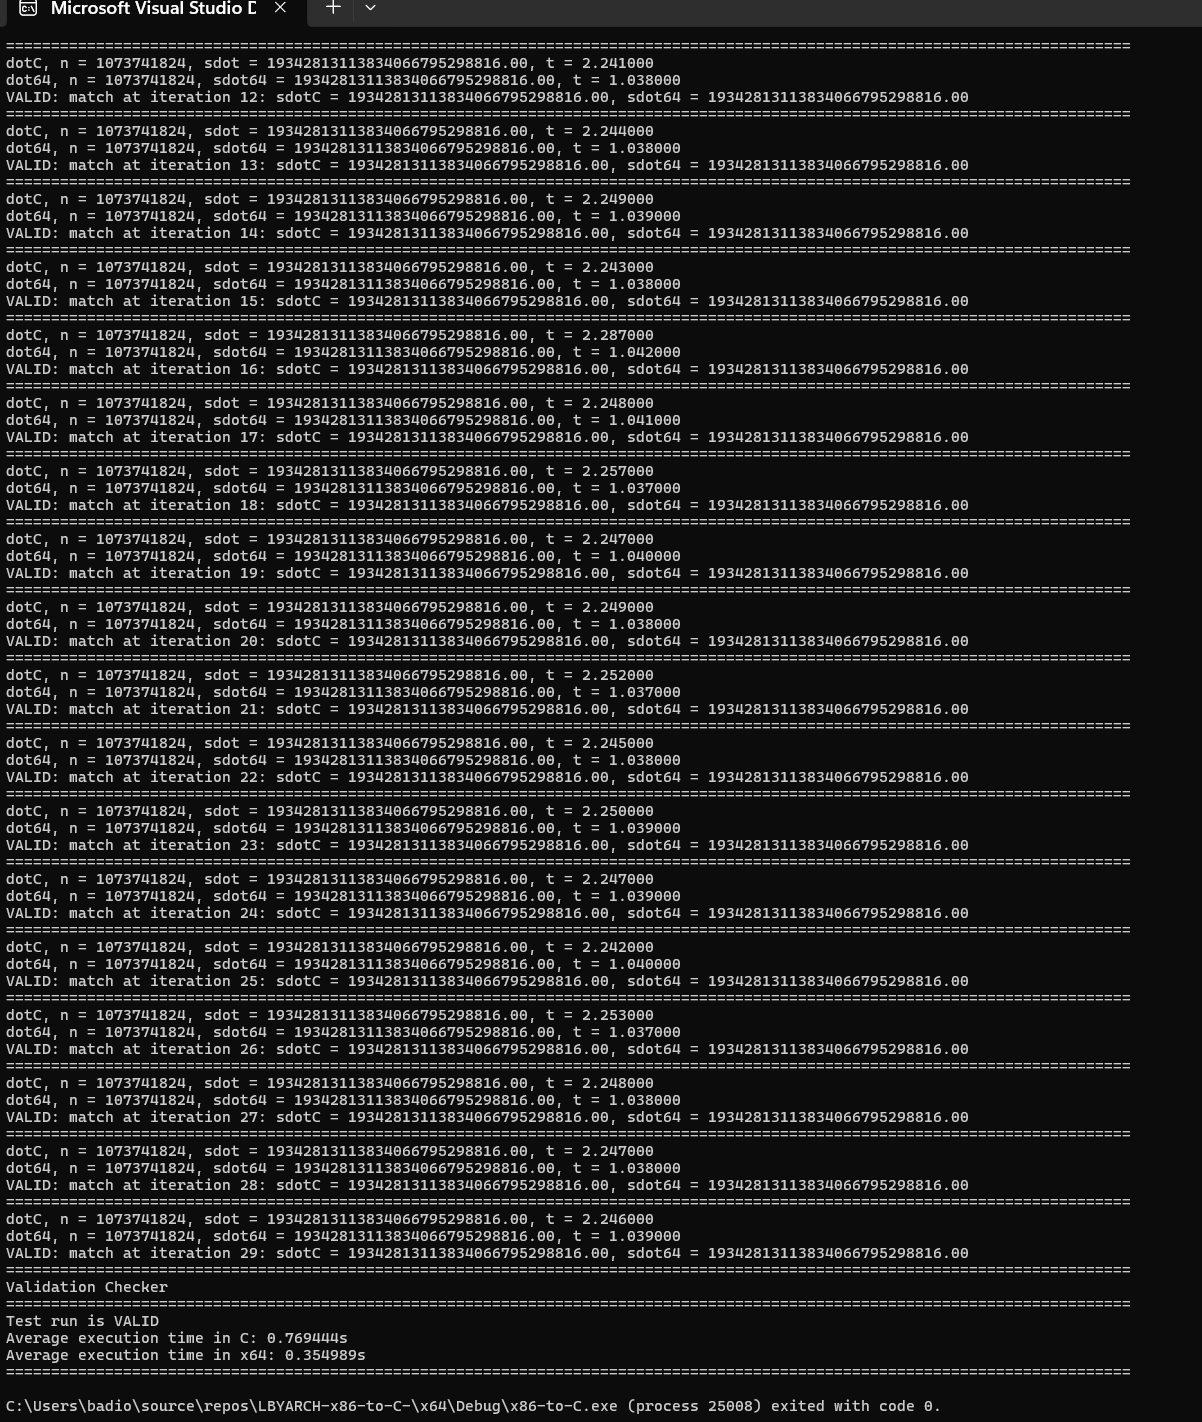 Microsoft Visual Studio D
=============================================================================================================================
dotC, n = 1073741824, sdot = 19342813113834066795298816.00, t = 2.241000
dot64, n = 1073741824, sdot64 = 19342813113834066795298816.00, t = 1.038000
VALID: match at iteration 12: sdotC = 19342813113834066795298816.00, sdot64 = 19342813113834066795298816.00
=============================================================================================================================
dotC, n = 1073741824, sdot = 19342813113834066795298816.00, t = 2.244000
dot64, n = 1073741824, sdot64 = 19342813113834066795298816.00, t = 1.038000
VALID: match at iteration 13: sdotC = 19342813113834066795298816.00, sdot64 = 19342813113834066795298816.00
=============================================================================================================================
dotC, n = 1073741824, sdot = 19342813113834066795298816.00, t = 2.249000
dot64, n = 1073741824, sdot64 = 19342813113834066795298816.00, t = 1.039000
VALID: match at iteration 14: sdotC = 19342813113834066795298816.00, sdot64 = 19342813113834066795298816.00
=============================================================================================================================
dotC, n = 1073741824, sdot = 19342813113834066795298816.00, t = 2.243000
dot64, n = 1073741824, sdot64 = 19342813113834066795298816.00, t = 1.038000
VALID: match at iteration 15: sdotC = 19342813113834066795298816.00, sdot64 = 19342813113834066795298816.00
=============================================================================================================================
dotC, n = 1073741824, sdot = 19342813113834066795298816.00, t = 2.287000
dot64, n = 1073741824, sdot64 = 19342813113834066795298816.00, t = 1.042000
VALID: match at iteration 16: sdotC = 19342813113834066795298816.00, sdot64 = 19342813113834066795298816.00
=============================================================================================================================
dotC, n = 1073741824, sdot = 19342813113834066795298816.00, t = 2.248000
dot64, n = 1073741824, sdot64 = 19342813113834066795298816.00, t = 1.041000
VALID: match at iteration 17: sdotC = 19342813113834066795298816.00, sdot64 = 19342813113834066795298816.00
=============================================================================================================================
dotC, n = 1073741824, sdot = 19342813113834066795298816.00, t = 2.257000
dot64, n = 1073741824, sdot64 = 19342813113834066795298816.00, t = 1.037000
VALID: match at iteration 18: sdotC = 19342813113834066795298816.00, sdot64 = 19342813113834066795298816.00
=============================================================================================================================
dotC, n = 1073741824, sdot = 19342813113834066795298816.00, t = 2.247000
dot64, n = 1073741824, sdot64 = 19342813113834066795298816.00, t = 1.040000
VALID: match at iteration 19: sdotC = 19342813113834066795298816.00, sdot64 = 19342813113834066795298816.00
=============================================================================================================================
dotC, n = 1073741824, sdot = 19342813113834066795298816.00, t = 2.249000
dot64, n = 1073741824, sdot64 = 19342813113834066795298816.00, t = 1.038000
VALID: match at iteration 20: sdotC = 19342813113834066795298816.00, sdot64 = 19342813113834066795298816.00
=============================================================================================================================
dotC, n = 1073741824, sdot = 19342813113834066795298816.00, t = 2.252000
dot64, n = 1073741824, sdot64 = 19342813113834066795298816.00, t = 1.037000
VALID: match at iteration 21: sdotC = 19342813113834066795298816.00, sdot64 = 19342813113834066795298816.00
=============================================================================================================================
dotC, n = 1073741824, sdot = 19342813113834066795298816.00, t = 2.245000
dot64, n = 1073741824, sdot64 = 19342813113834066795298816.00, t = 1.038000
VALID: match at iteration 22: sdotC = 19342813113834066795298816.00, sdot64 = 19342813113834066795298816.00
=============================================================================================================================
dotC, n = 1073741824, sdot = 19342813113834066795298816.00, t = 2.250000
dot64, n = 1073741824, sdot64 = 19342813113834066795298816.00, t = 1.039000
VALID: match at iteration 23: sdotC = 19342813113834066795298816.00, sdot64 = 19342813113834066795298816.00
=============================================================================================================================
dotC, n = 1073741824, sdot = 19342813113834066795298816.00, t = 2.247000
dot64, n = 1073741824, sdot64 = 19342813113834066795298816.00, t = 1.039000
VALID: match at iteration 24: sdotC = 19342813113834066795298816.00, sdot64 = 19342813113834066795298816.00
=============================================================================================================================
dotC, n = 1073741824, sdot = 19342813113834066795298816.00, t = 2.242000
dot64, n = 1073741824, sdot64 = 19342813113834066795298816.00, t = 1.040000
VALID: match at iteration 25: sdotC = 19342813113834066795298816.00, sdot64 = 19342813113834066795298816.00
=============================================================================================================================
dotC, n = 1073741824, sdot = 19342813113834066795298816.00, t = 2.253000
dot64, n = 1073741824, sdot64 = 19342813113834066795298816.00, t = 1.037000
VALID: match at iteration 26: sdotC = 19342813113834066795298816.00, sdot64 = 19342813113834066795298816.00
=============================================================================================================================
dotC, n = 1073741824, sdot = 19342813113834066795298816.00, t = 2.248000
dot64, n = 1073741824, sdot64 = 19342813113834066795298816.00, t = 1.038000
VALID: match at iteration 27: sdotC = 19342813113834066795298816.00, sdot64 = 19342813113834066795298816.00
=============================================================================================================================
dotC, n = 1073741824, sdot = 19342813113834066795298816.00, t = 2.247000
dot64, n = 1073741824, sdot64 = 19342813113834066795298816.00, t = 1.038000
VALID: match at iteration 28: sdotC = 19342813113834066795298816.00, sdot64 = 19342813113834066795298816.00
=============================================================================================================================
dotC, n = 1073741824, sdot = 19342813113834066795298816.00, t = 2.246000
dot64, n = 1073741824, sdot64 = 19342813113834066795298816.00, t = 1.039000
VALID: match at iteration 29: sdotC = 19342813113834066795298816.00, sdot64 = 19342813113834066795298816.00
=============================================================================================================================
Validation Checker
=============================================================================================================================
Test run is VALID
Average execution time in C: 0.769444s
Average execution time in x64: 0.354989s
=============================================================================================================================
C:\Users\badio\source\repos\LBYARCH-x86-to-C-\x64\Debug\x86-to-C.exe (process 25008) exited with code 0.